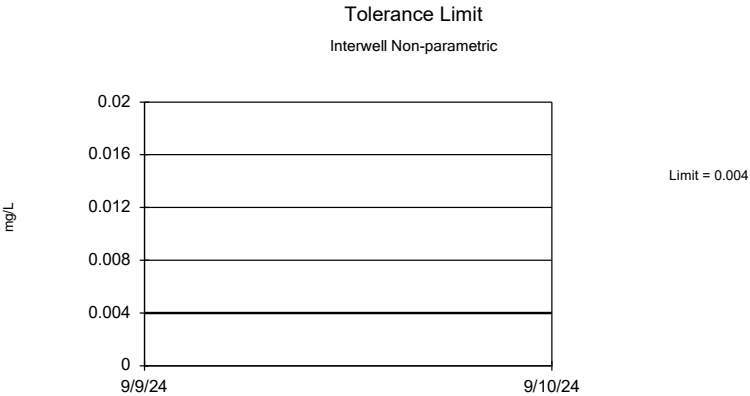 Tolerance Limit
Interwell Non-parametric
0.02
0.016
0.012
0.008
0.004
0
mg/L
9/9/24
9/10/24
Limit = 0.004